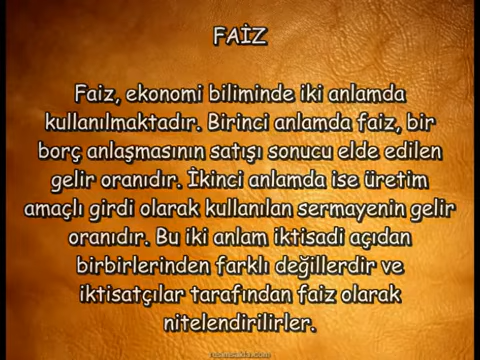 FAİZ
Faiz, ekonomi biliminde iki anlamda
kullanılmaktadır. Birinci anlamda faiz, bir
borç anlaşmasının satışı sonucu elde edilen
gelir oranıdır. İkinci anlamda ise üretim
amaçlı girdi olarak kullanılan sermayenin gelir
oranıdır. Bu iki anlam iktisadi açıdan
birbirlerinden farklı değillerdir ve
iktisatçılar tarafından faiz olarak
nitelendirilirler.